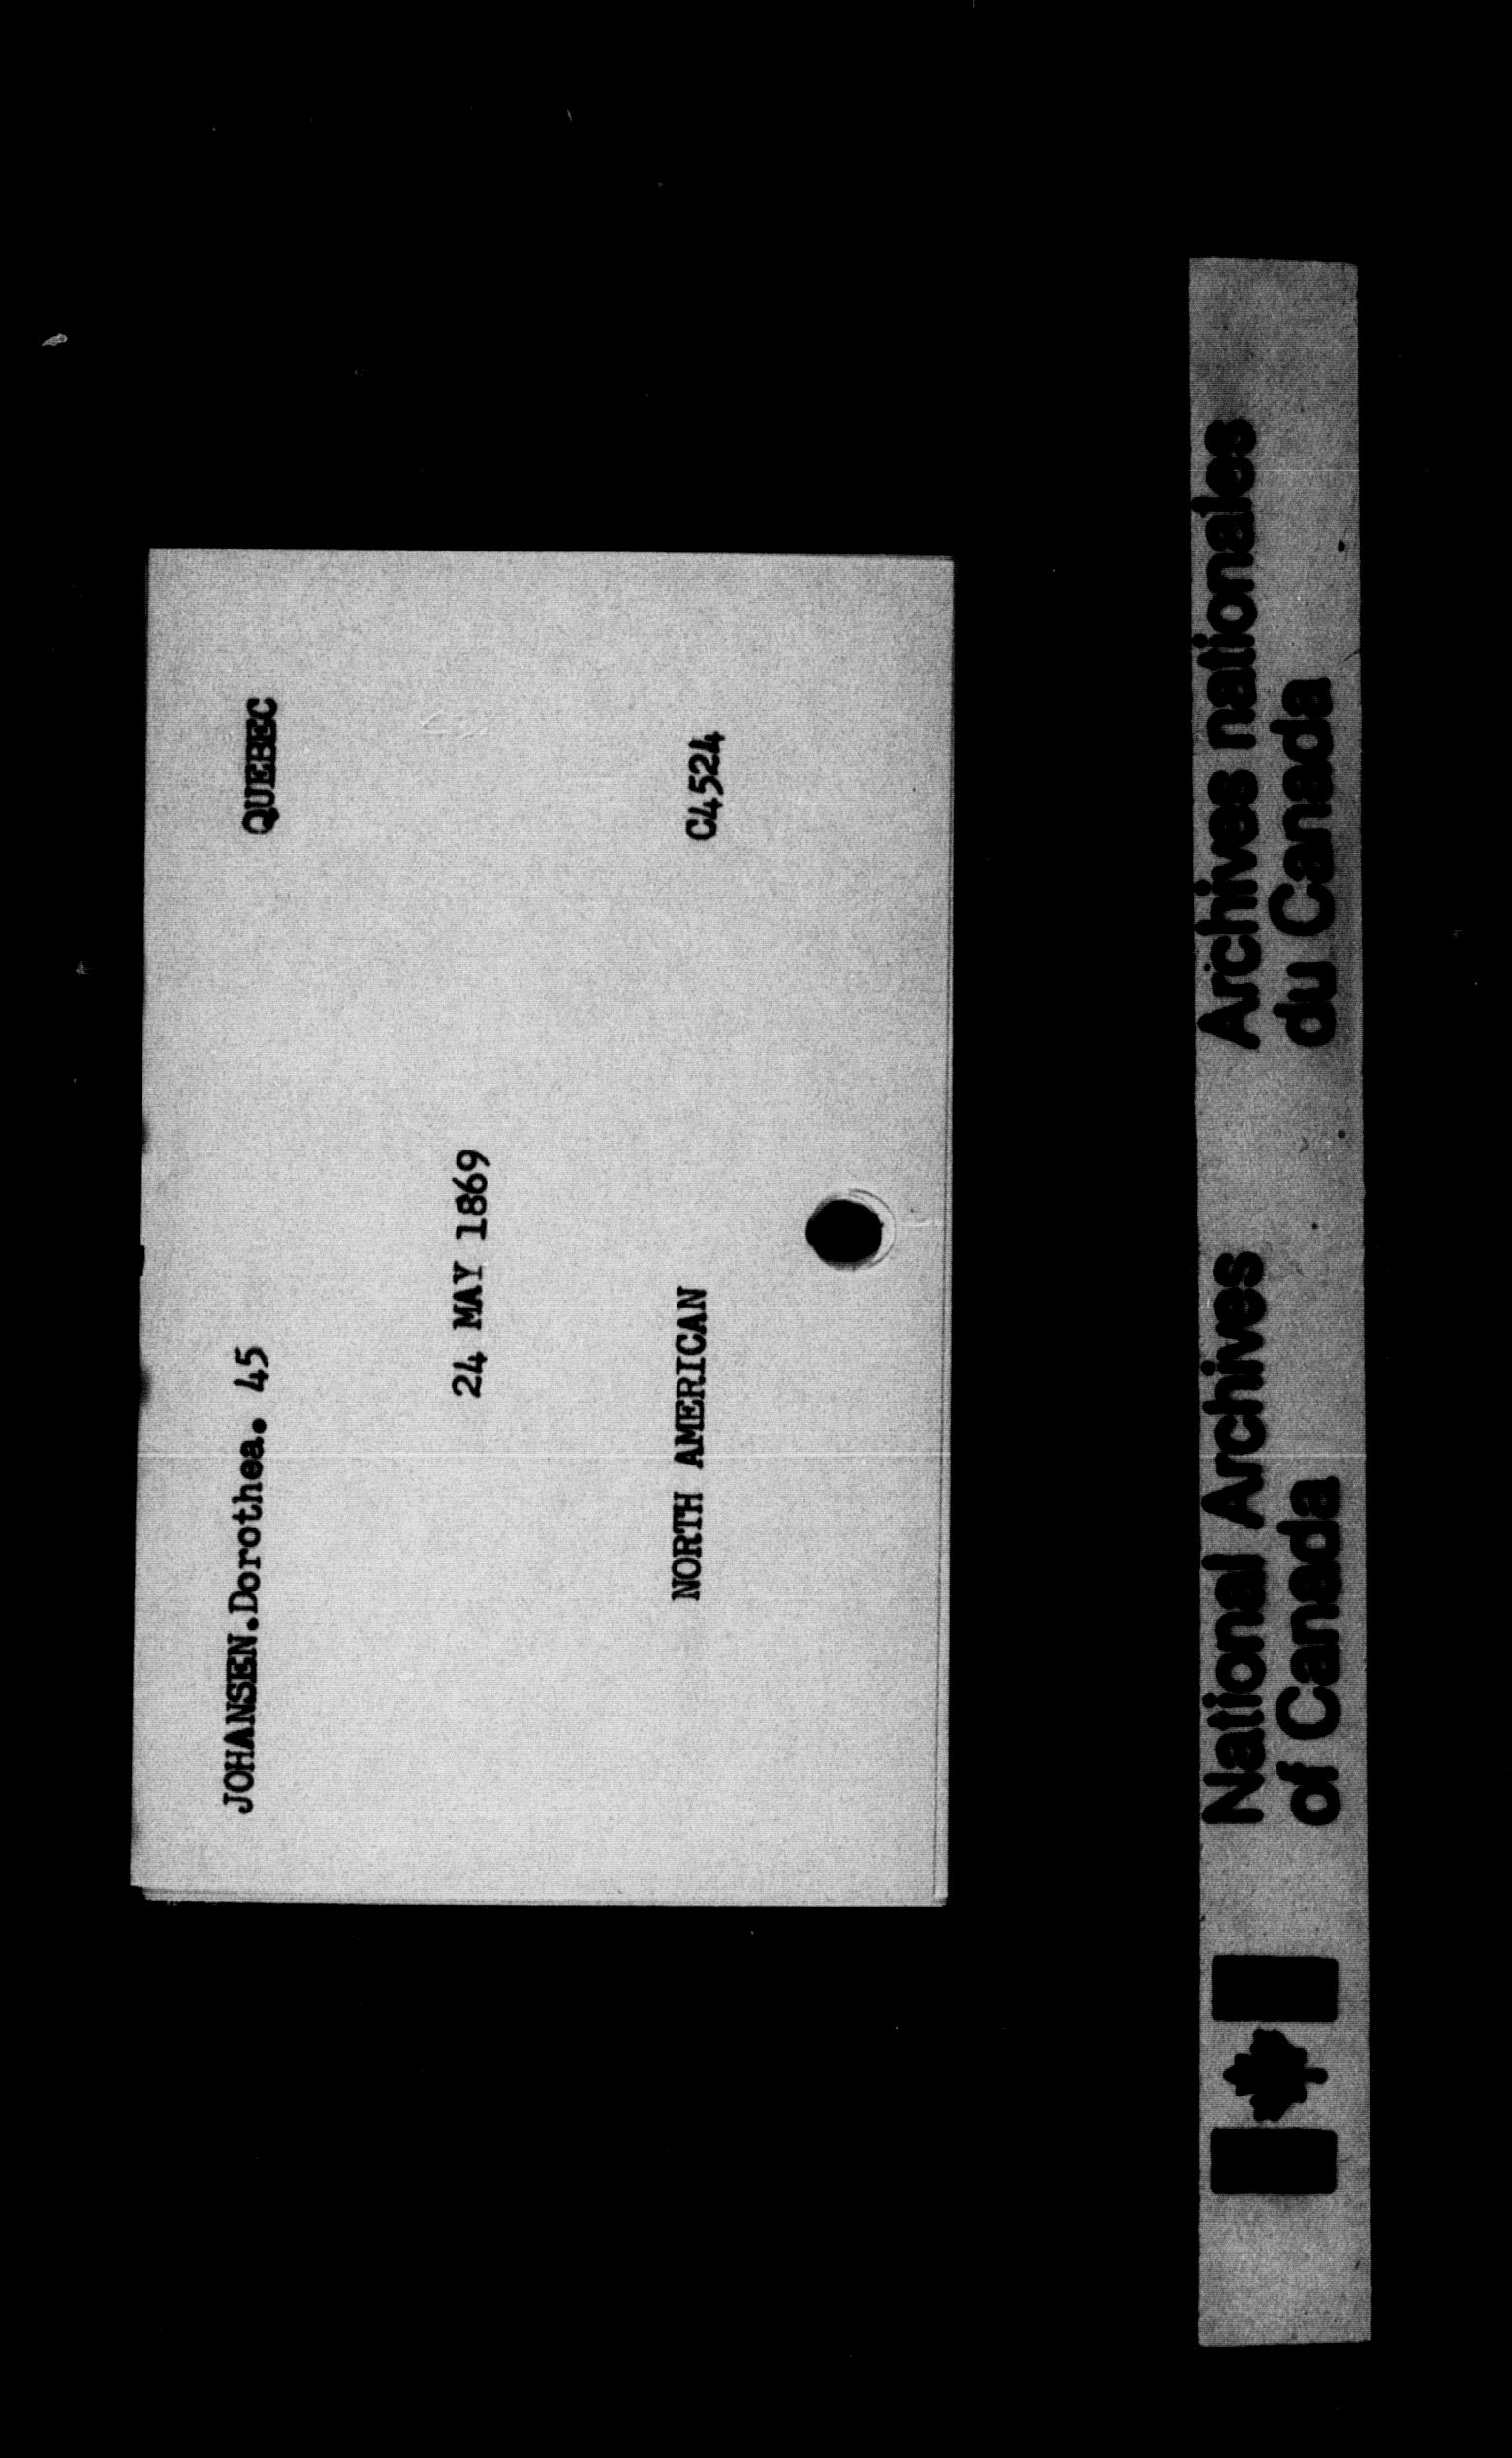 JOHANSEN.Dorothea. 45 QUEBEC
24 MAY 1869
NORTH AMERICAN C4524
National Archives
of Canada
Archives nationales
du Canada